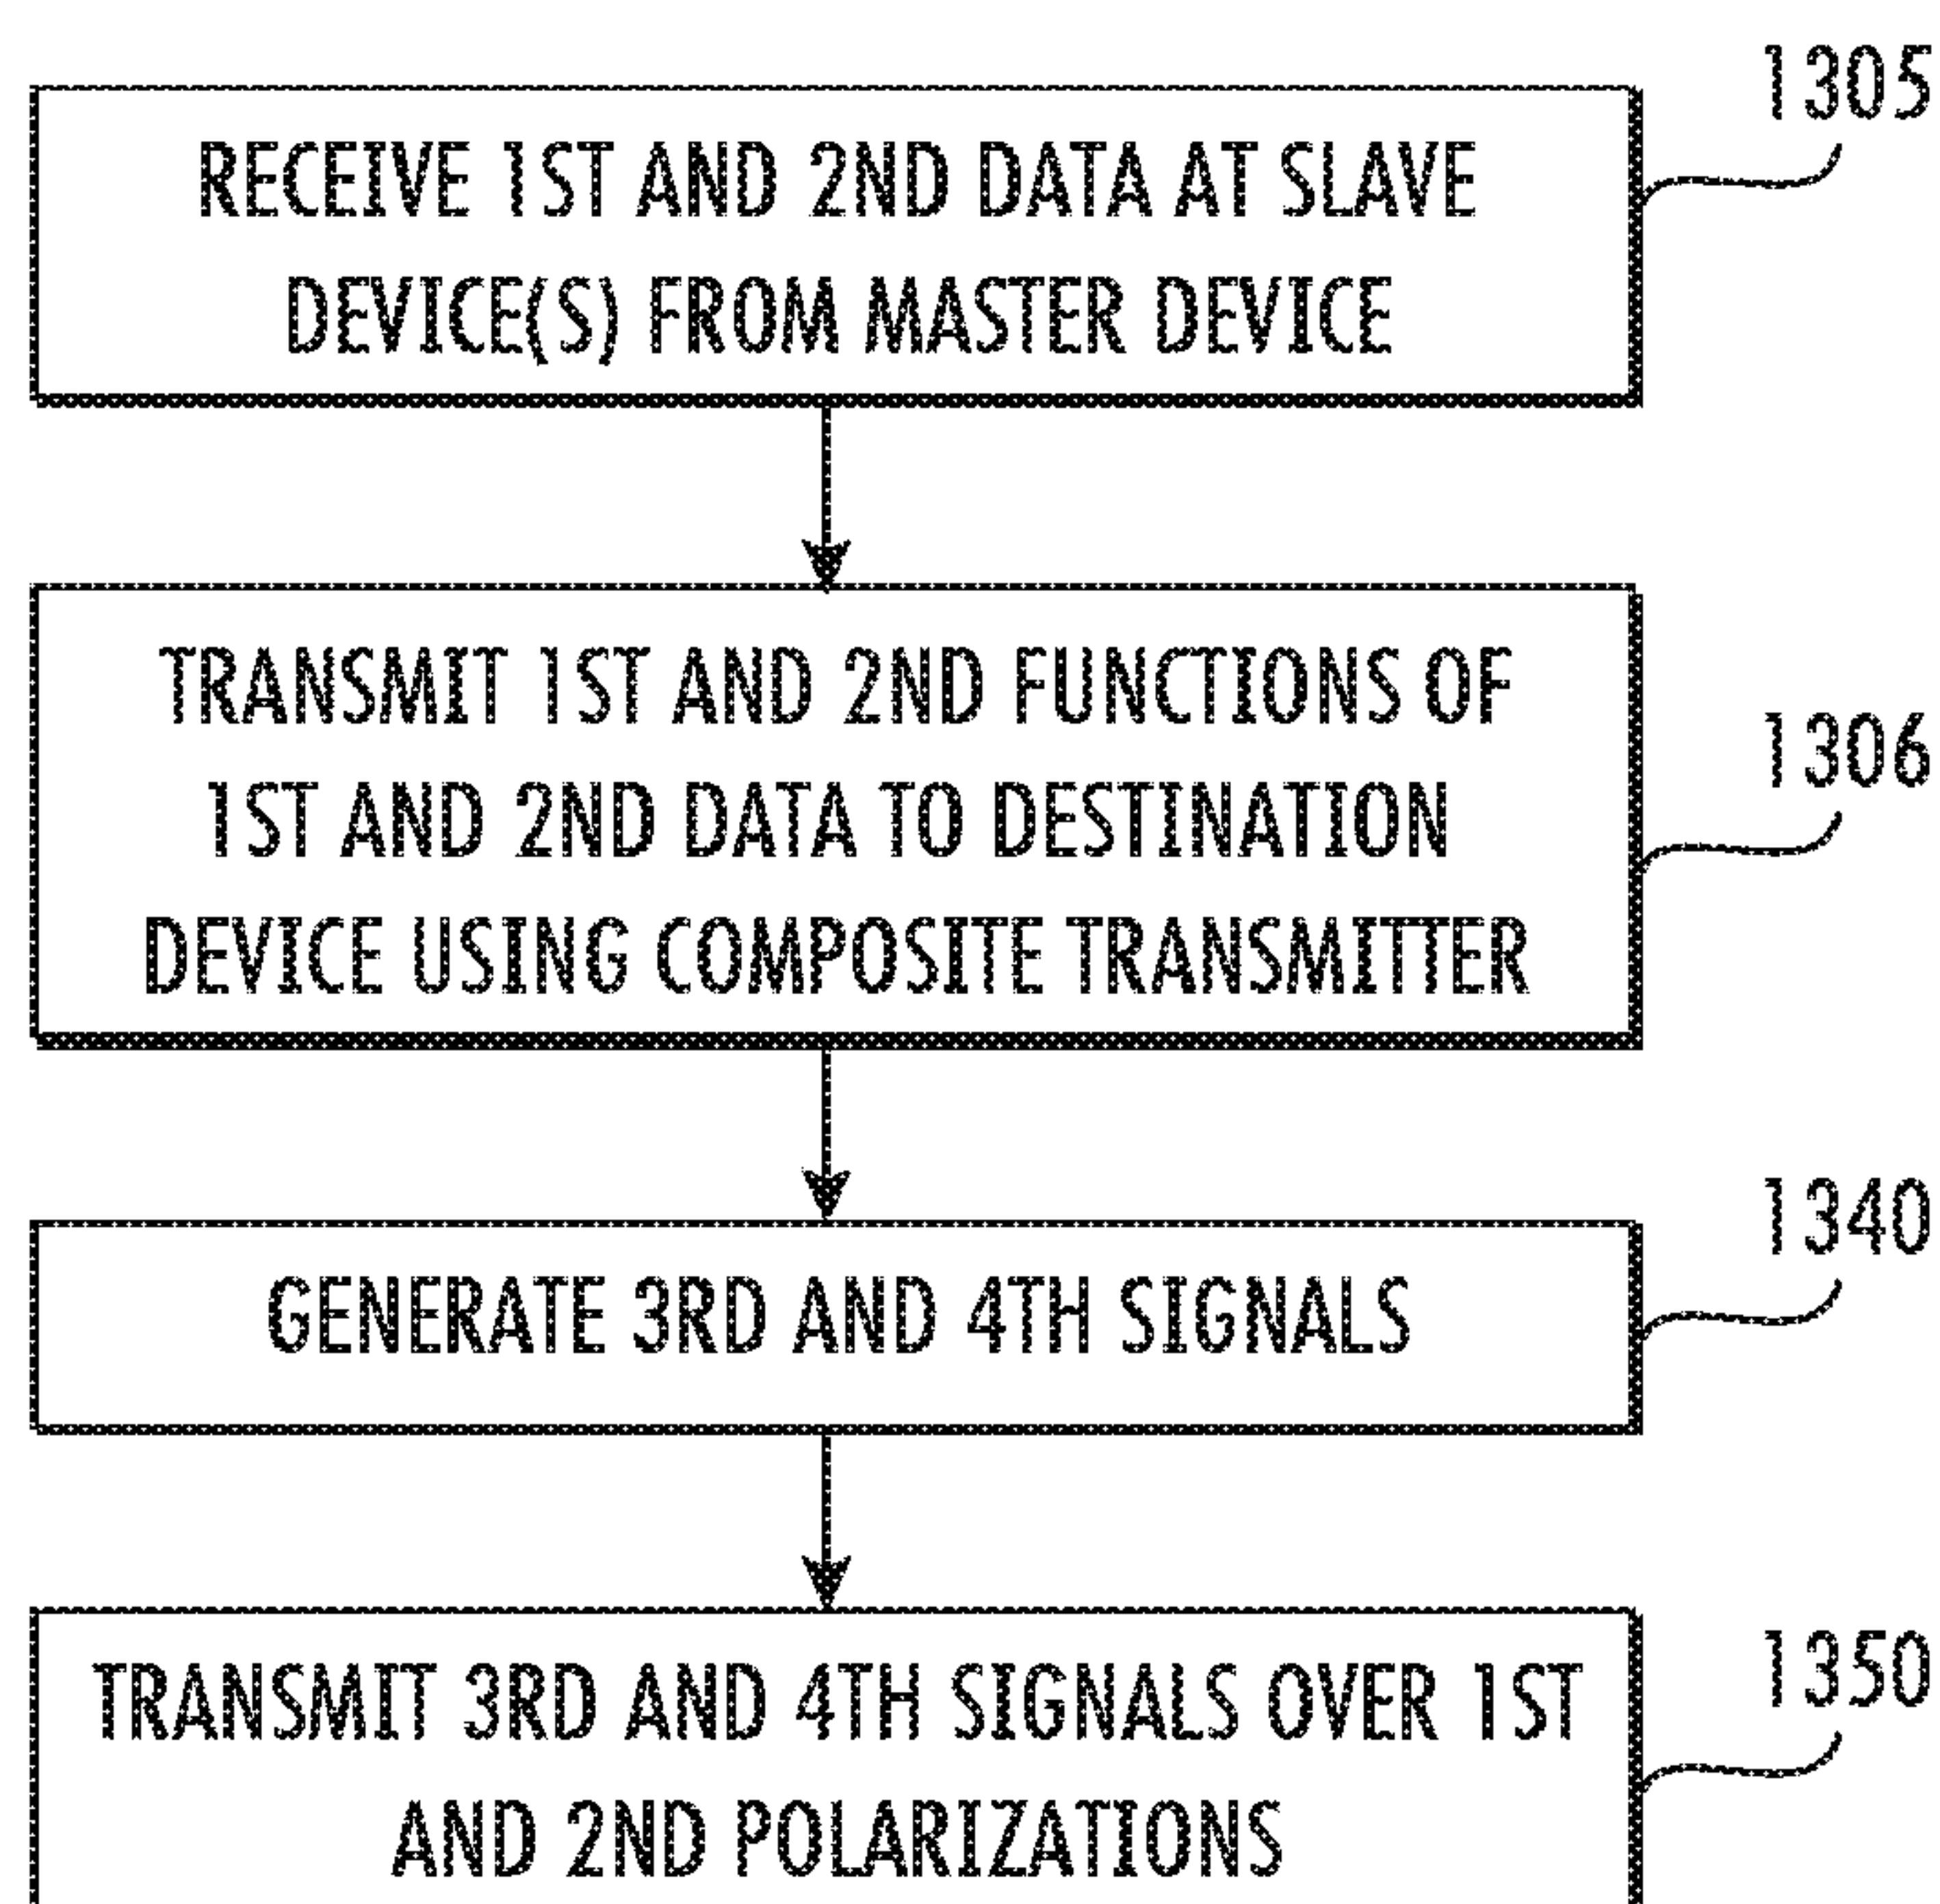 1305
RECEIVE 1ST AND 2ND DATA AT SLAVE
DEVICE(S) FROM MASTER DEVICE
TRANSMIT 1ST AND 2ND FUNCTIONS OF
1306
1ST AND 2ND DATA TO DESTINATION
DEVICE USING COMPOSITE TRANSMITTER
1340
GENERATE 3RD AND 4TH SIGNALS
1350
TRANSMIT 3RD AND 4TH SIGNALS OVER 1ST
AND 2ND POLARIZATIONS